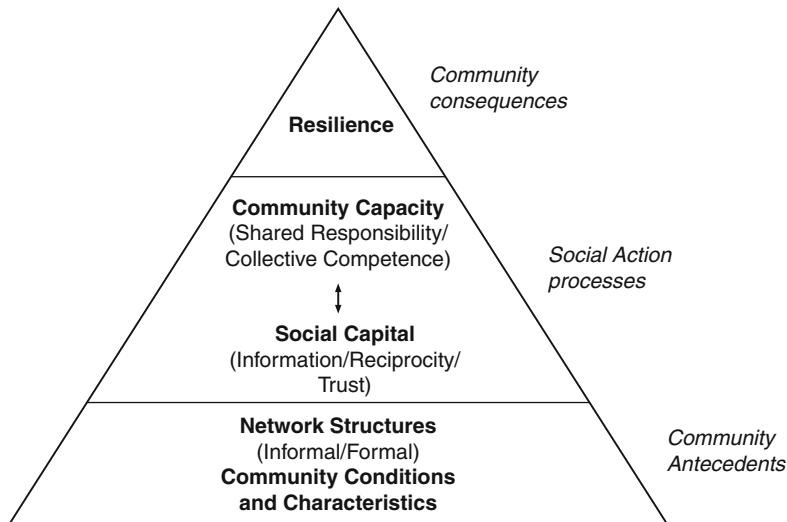 Community
consequences
Resilience
Community Capacity
(Shared Responsibility/
Collective Competence)
Social Action
processes
Social Capital
(Information/Reciprocity/
Trust)
Network Structures
(Informal/Formal)
Community Conditions
and Characteristics
Community
Antecedents